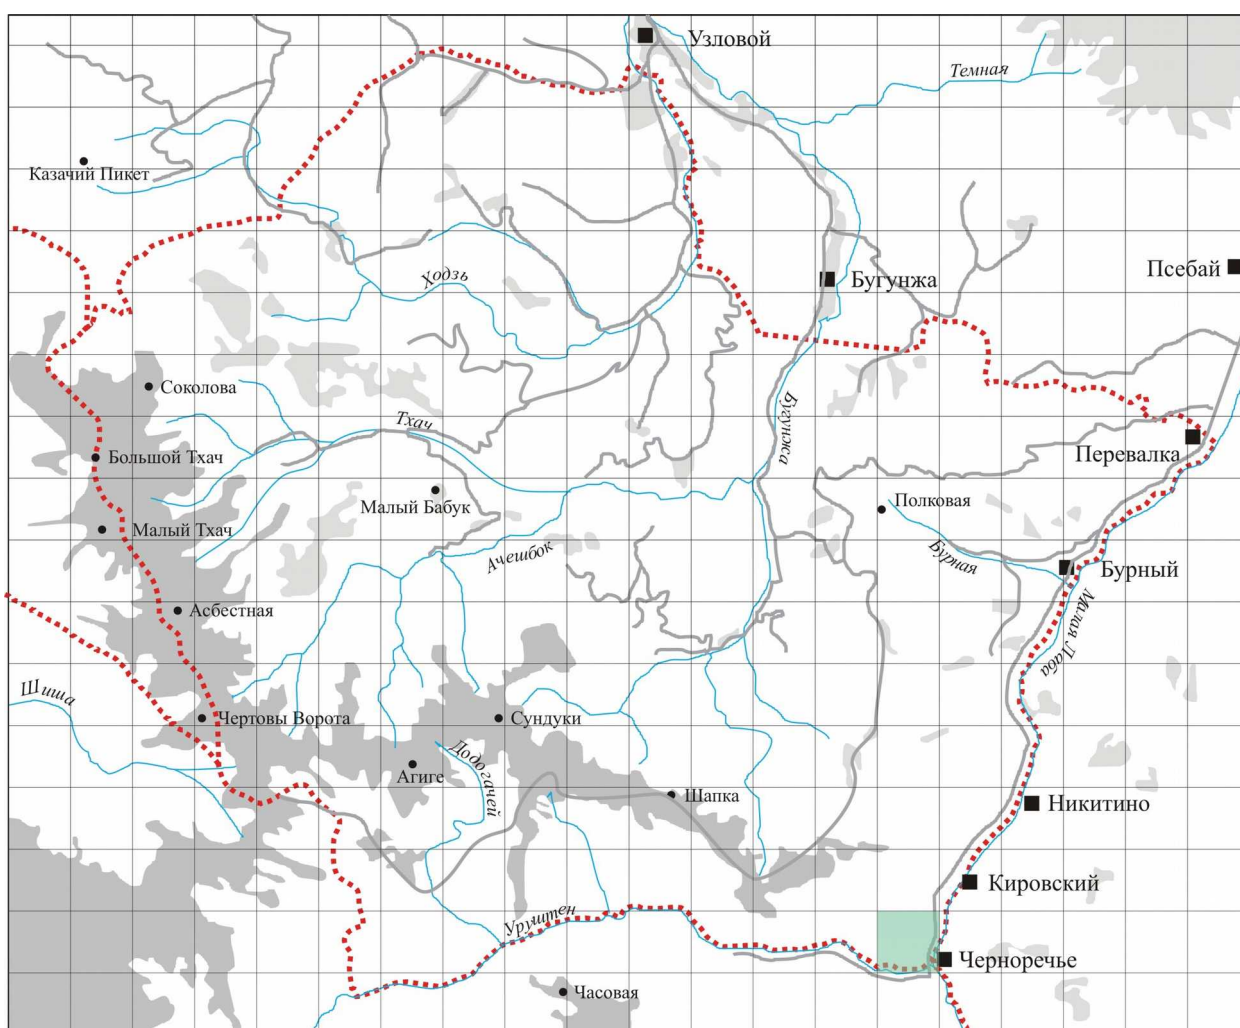 Узловой
Темная
Казачий Пикет
Псебай
Ходзь
Бугунжа
Соколова
Бугунжа
Тхач
Перевалка
Большой Тхач
Малый Бабук
Полковая
Малый Тхач
Ачешбок
Бурная
Бурный
Асбестная
Малая Лаба
Шиша
Чертовы Ворота
Сундуки
Додогачей
Агиге
Шапка
Никитино
Кировский
Уруштен
Черноречье
Часовая